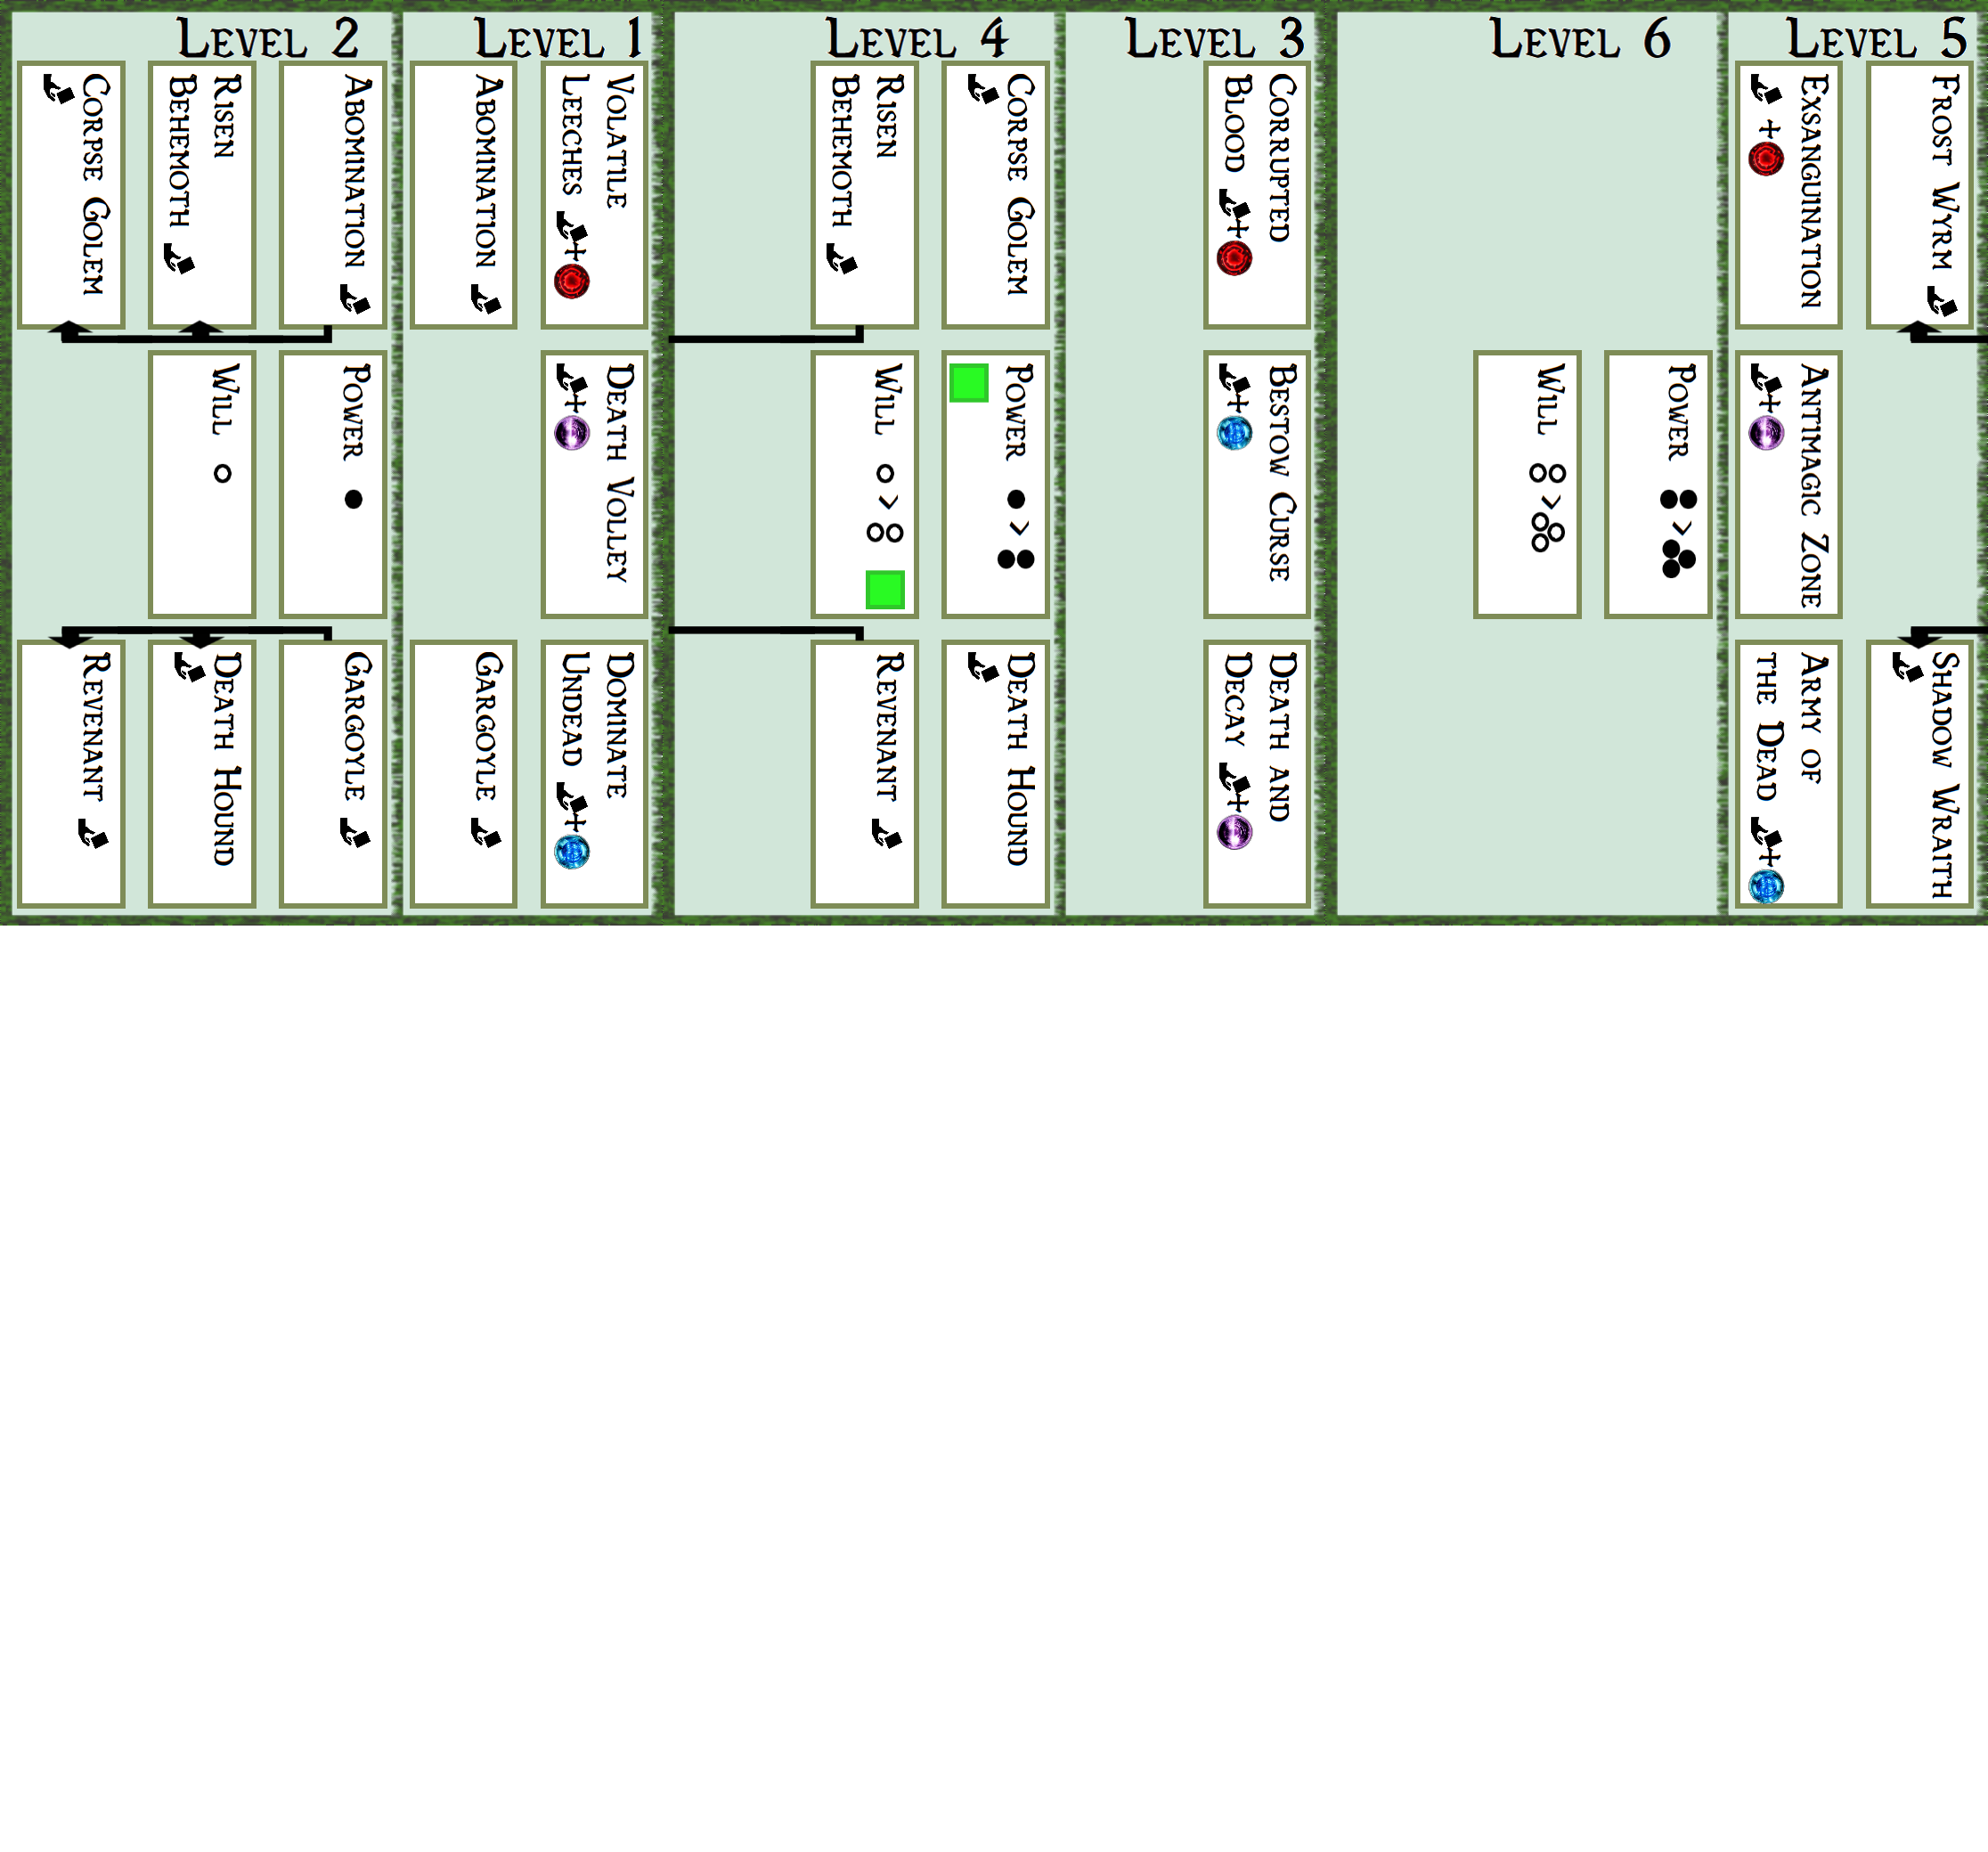 Level 2
Level 1
Level 4
Level 3
Level 6
Level 5
Corpse Golem
Risen
Behemoth
Abomination
Abomination
Volatile
Leeches +
Risen
Behemoth
Corpse Golem
Corrupted
Blood +
Exsanguination
+
Frost Wyrm
Will
Power
Death Volley
+
Will >
Power >
Bestow Curse
+
Will >
Power >
Antimagic Zone
+
Revenant
Death Hound
Gargoyle
Gargoyle
Dominate
Undead +
Revenant
Death Hound
Death and
Decay +
Army of
the Dead +
Shadow Wraith